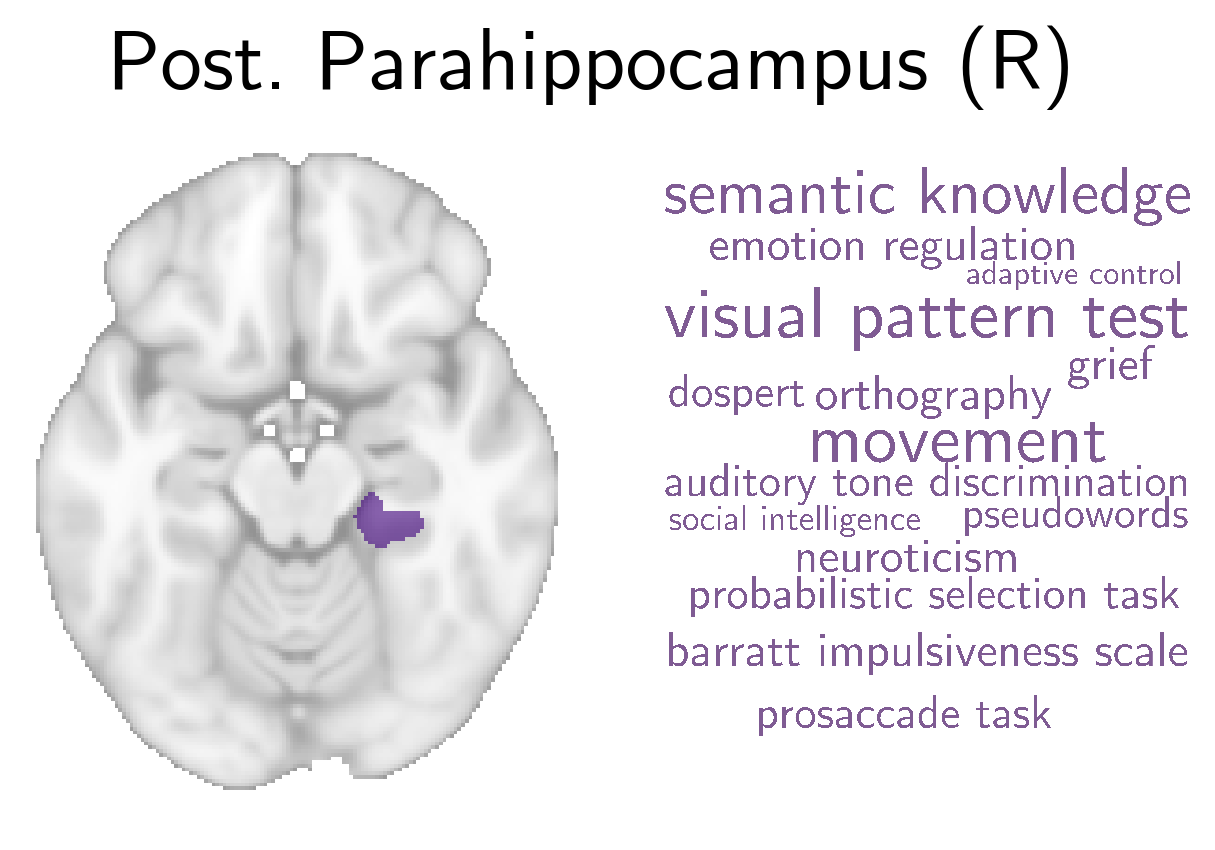 Post. Parahippocampus (R)
semantic knowledge
emotion regulation
adaptive control
visual pattern test
grief
dospert orthography
movement
auditory tone discrimination
social intelligence pseudowords
neuroticism
probabilistic selection task
barratt impulsiveness scale
prosaccade task